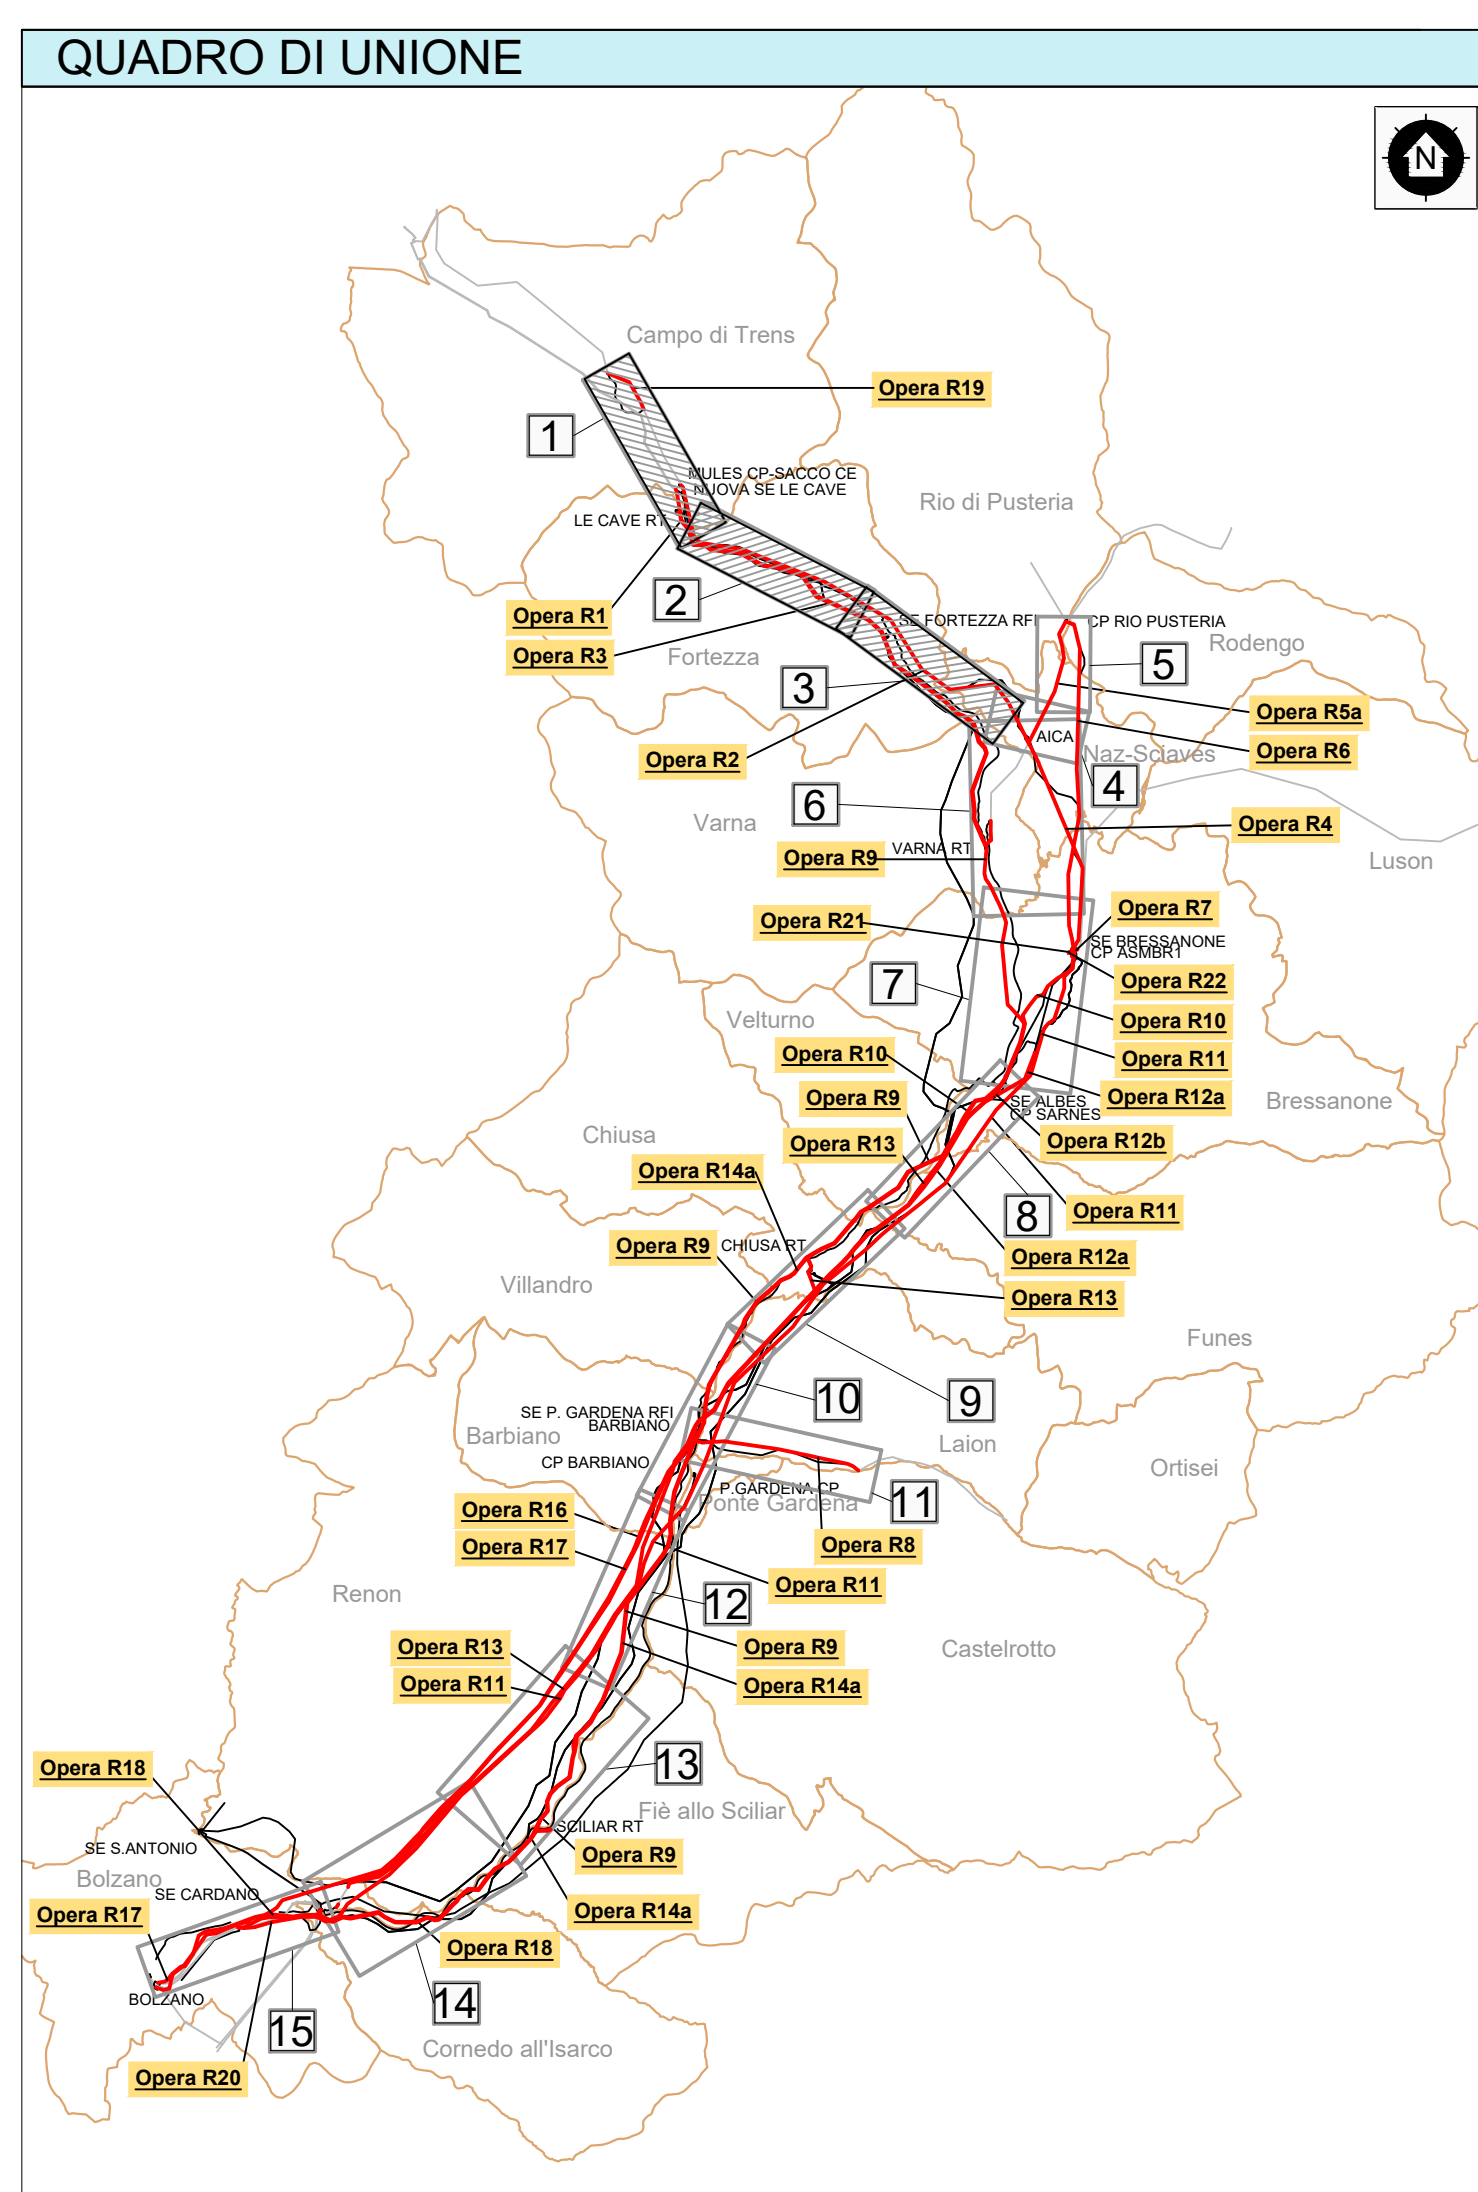 QUADRO DI UNIONE
N
Campo di Trens
Opera R19
1
MULES CP-SACCO CE
NUOVA SE LE CAVE
Rio di Pusteria
LE CAVE RT
2
Opera R1
SE FORTEZZA RFI
CP RIO PUSTERIA
Opera R3
Fortezza
Rodengo
5
3
Opera R5a
AICA
Opera R6
Opera R2
Naz-Sciaves
4
6
Varna
Opera R4
VARNA RT
Opera R9
Luson
Opera R7
Opera R21
SE BRESSANONE
CP ASMBR1
7
Opera R22
Velturno
Opera R10
Opera R10
Opera R11
Opera R9
Opera R12a
SE ALBES
CP SARNES
Bressanone
Chiusa
Opera R13
Opera R12b
Opera R14a
8
Opera R11
Opera R9
CHIUSA RT
Opera R12a
Villandro
Opera R13
Funes
10
9
SE P. GARDENA RFI
BARBIANO
Barbiano
Laion
CP BARBIANO
Ortisei
P.GARDENA CP
Ponte Gardena
11
Opera R16
Opera R17
Opera R8
Renon
Opera R11
12
Opera R13
Opera R9
Castelrotto
Opera R11
Opera R14a
Opera R18
13
Fiè allo Sciliar
SCILIAR RT
SE S.ANTONIO
Opera R9
Bolzano
SE CARDANO
Opera R17
Opera R14a
Opera R18
BOLZANO
14
15
Cornedo all'Isarco
Opera R20